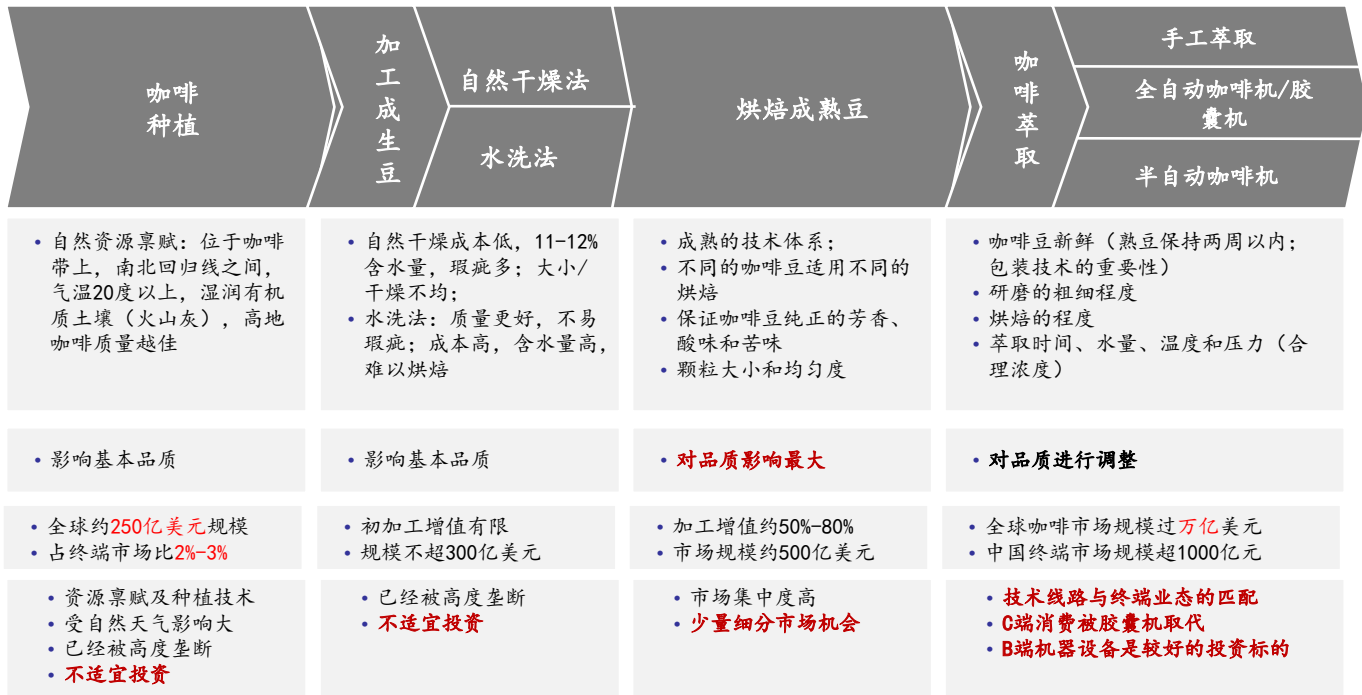 咖啡
种植
加
工
成
生
豆
自然干燥法
水洗法
烘焙成熟豆
咖
啡
萃
取
手工萃取
全自动咖啡机/胶
囊机
半自动咖啡机
• 自然资源禀赋：位于咖啡
带上，南北回归线之间，
气温20度以上，湿润有机
质土壤（火山灰），高地
咖啡质量越佳
• 自然干燥成本低，11-12%
含水量，瑕疵多；大小/
干燥不均；
• 水洗法：质量更好，不易
瑕疵；成本高，含水量高，
难以烘焙
• 成熟的技术体系；
• 不同的咖啡豆适用不同的
烘焙
• 保证咖啡豆纯正的芳香、
酸味和苦味
• 颗粒大小和均匀度
• 咖啡豆新鲜（熟豆保持两周以内；
包装技术的重要性）
• 研磨的粗细程度
• 烘焙的程度
• 萃取时间、水量、温度和压力（合
理浓度）
• 影响基本品质
• 影响基本品质
• 对品质影响最大
• 对品质进行调整
• 全球约250亿美元规模
• 占终端市场比2%-3%
• 初加工增值有限
• 规模不超300亿美元
• 加工增值约50%-80%
• 市场规模约500亿美元
• 全球咖啡市场规模过万亿美元
• 中国终端市场规模超1000亿元
• 资源禀赋及种植技术
• 受自然天气影响大
• 已经被高度垄断
• 不适宜投资
• 已经被高度垄断
• 不适宜投资
• 市场集中度高
• 少量细分市场机会
• 技术线路与终端业态的匹配
• C端消费被胶囊机取代
• B端机器设备是较好的投资标的